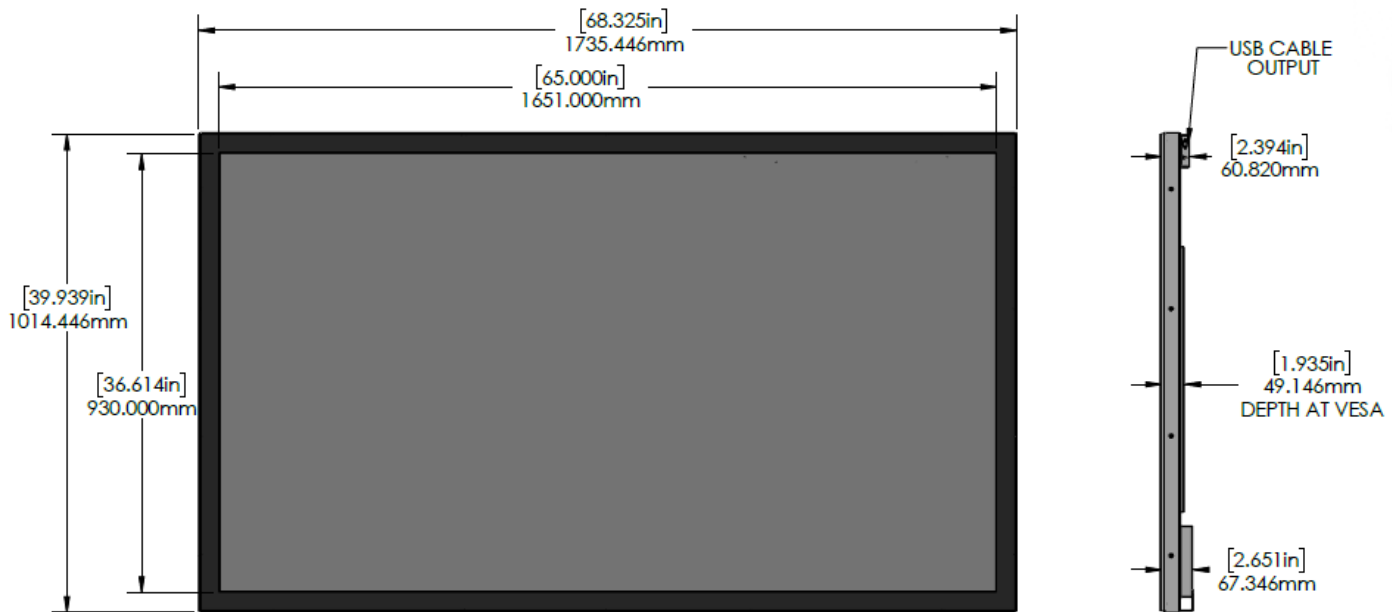 [68.325in]
1735.446mm
[65.000in]
1651.000mm
USB CABLE
OUTPUT
[2.394in]
60.820mm
[39.939in]
1014.446mm
[36.614in]
930.000mm
[1.935in]
49.146mm
DEPTH AT VESA
[2.651in]
67.346mm